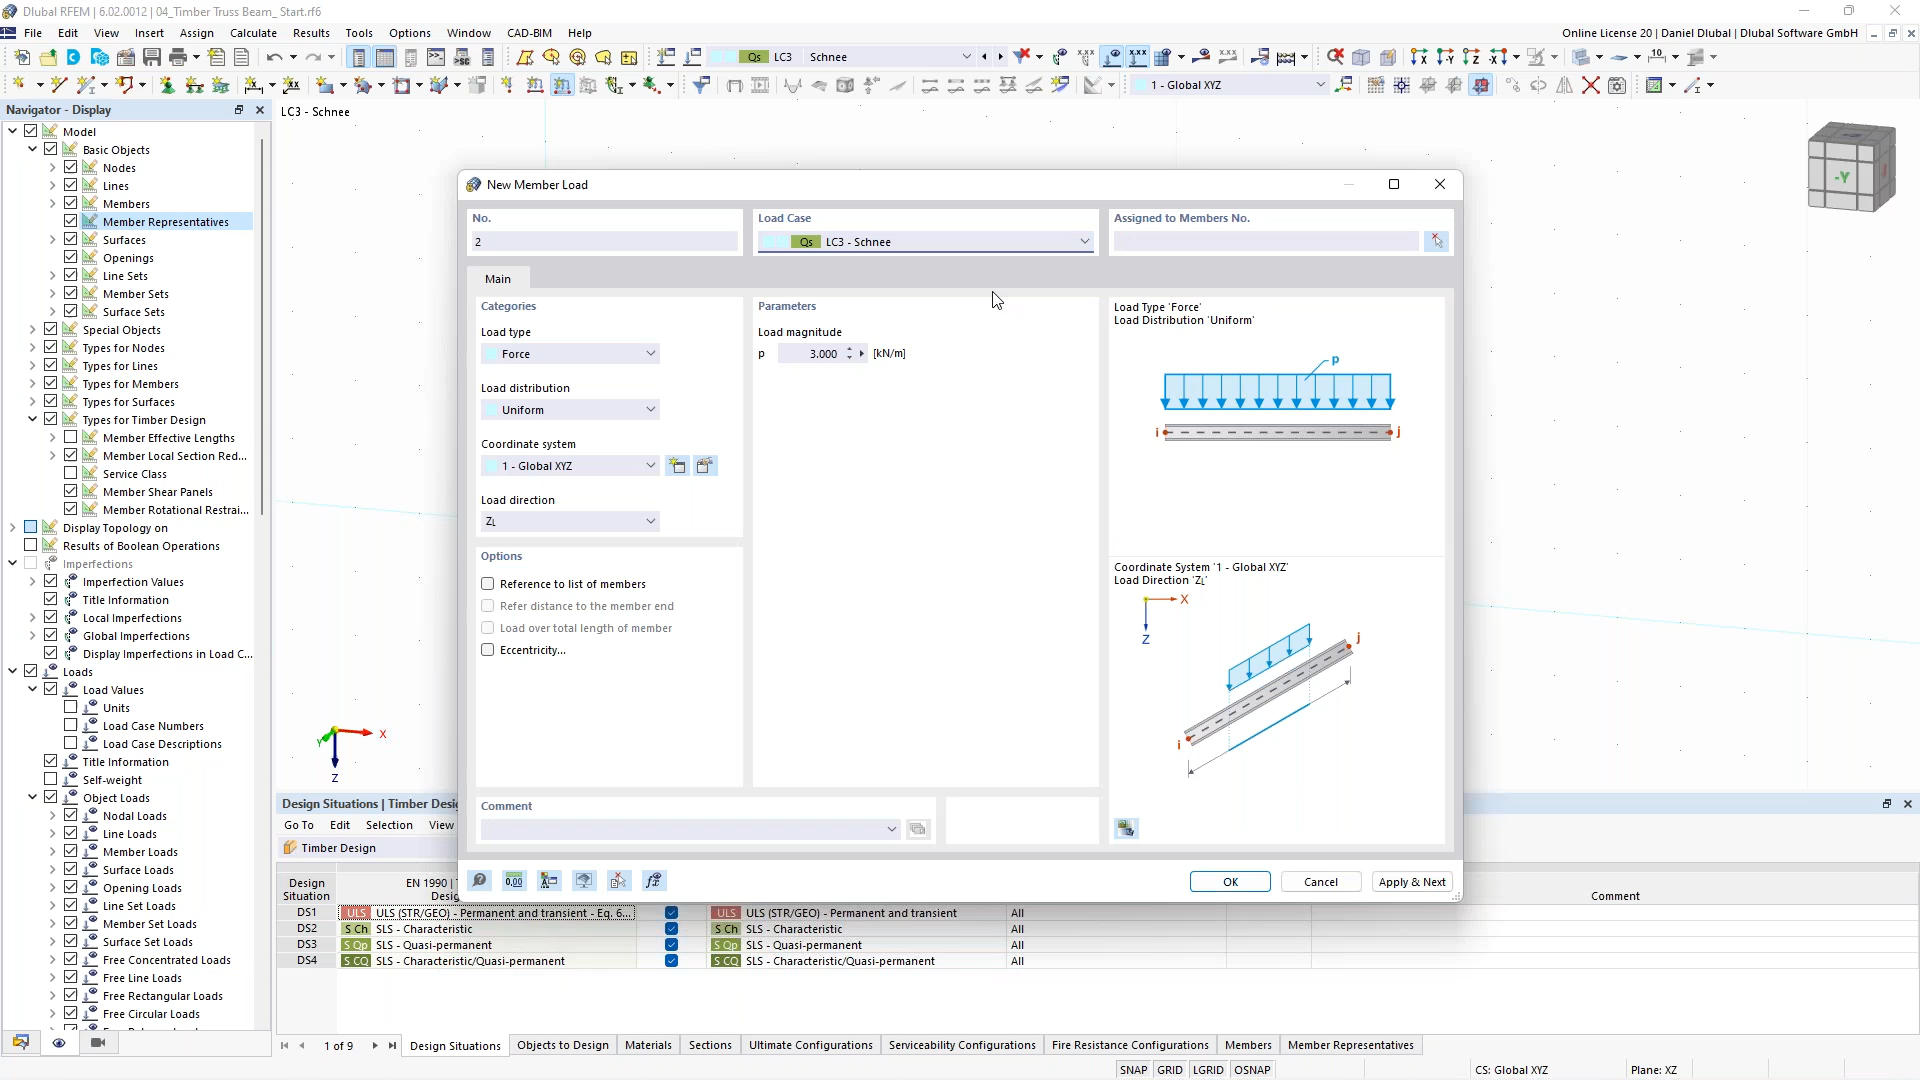 Dlubal RFEM | 6.02.0012 | 04_Timber Truss Beam_ Start.rf6
File Edit View Insert Assign Calculate Results Tools Options Window CAD-BIM Help
Online License 20 | Daniel Dlubal | Dlubal Software GmbH
Qs LC3 Schnee
1 - Global XYZ
Navigator - Display
LC3 - Schnee
Model
Basic Objects
Nodes
Lines
Members
Member Representatives
Surfaces
Openings
Line Sets
Member Sets
Surface Sets
Special Objects
Types for Nodes
Types for Lines
Types for Members
Types for Surfaces
Types for Timber Design
Member Effective Lengths
Member Local Section Red...
Service Class
Member Shear Panels
Member Rotational Restrai...
Display Topology on
Results of Boolean Operations
Imperfections
Imperfection Values
Title Information
Local Imperfections
Global Imperfections
Display Imperfections in Load C...
Loads
Load Values
Units
Load Case Numbers
Load Case Descriptions
Title Information
Self-weight
Object Loads
Nodal Loads
Line Loads
Member Loads
Surface Loads
Opening Loads
Line Set Loads
Member Set Loads
Surface Set Loads
Free Concentrated Loads
Free Line Loads
Free Rectangular Loads
Free Circular Loads
-Y
X
Y
Z
New Member Load
No.
2
Load Case
Qs LC3 - Schnee
Assigned to Members No.
Main
Categories
Load type
Force
Load distribution
Uniform
Coordinate system
1 - Global XYZ
Load direction
ZL
Options
Reference to list of members
Refer distance to the member end
Load over total length of member
Eccentricity...
Parameters
Load magnitude
p 3.000 [kN/m]
Load Type 'Force'
Load Distribution 'Uniform'
p
i j
Coordinate System '1 - Global XYZ'
Load Direction 'ZL'
X
Z
j
i
Comment
OK Cancel Apply & Next
Design Situations | Timber Desi
Go To Edit Selection View
Timber Design
Design
Situation
EN 1990 |
Desig
Comment
DS1 ULS ULS (STR/GEO) - Permanent and transient - Eq. 6... ULS ULS (STR/GEO) - Permanent and transient All
DS2 S Ch SLS - Characteristic S Ch SLS - Characteristic All
DS3 S Qp SLS - Quasi-permanent S Qp SLS - Quasi-permanent All
DS4 S CQ SLS - Characteristic/Quasi-permanent S CQ SLS - Characteristic/Quasi-permanent All
1 of 9 Design Situations Objects to Design Materials Sections Ultimate Configurations Serviceability Configurations Fire Resistance Configurations Members Member Representatives
SNAP GRID LGRID OSNAP CS: Global XYZ Plane: XZ